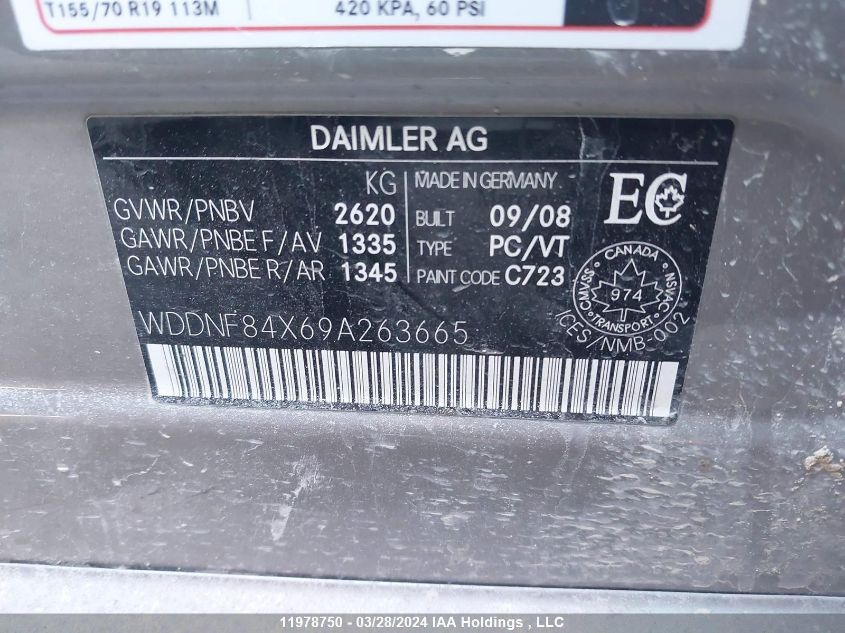 T155/70 R19 113M 420 KPA, 60 PSI
DAIMLER AG
KG MADE IN GERMANY
GVWR/PNBV 2620 BUILT 09/08
GAWR/PNBE F/AV 1335 TYPE PC/VT
GAWR/PNBE R/AR 1345 PAINT CODE C723
EC
CANADA
CMVSS NSVAC
974
TRANSPORT
ICES/NMB-002
WDDNF84X69A263665
11978750 - 03/28/2024 IAA Holdings , LLC